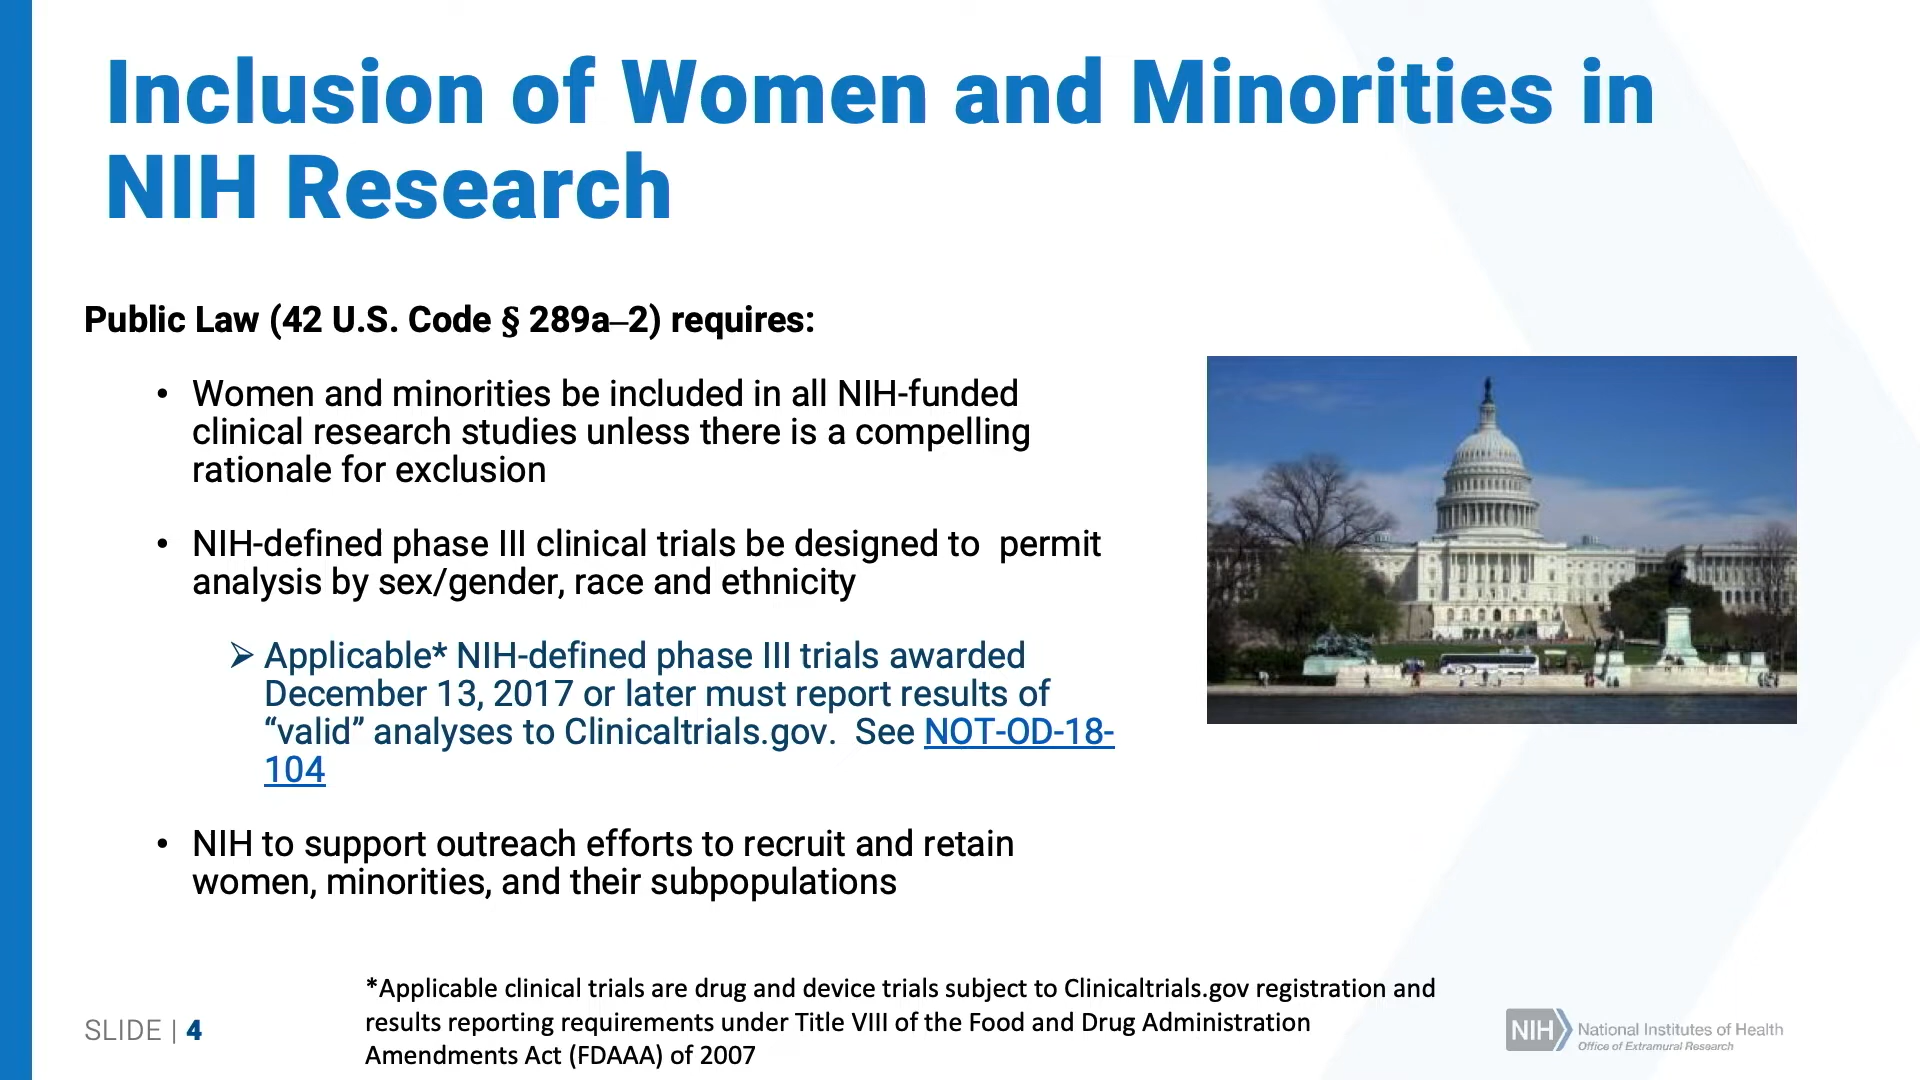 Inclusion of Women and Minorities in
NIH Research
Public Law (42 U.S. Code § 289a–2) requires:
• Women and minorities be included in all NIH-funded
clinical research studies unless there is a compelling
rationale for exclusion
• NIH-defined phase III clinical trials be designed to  permit
analysis by sex/gender, race and ethnicity
➢ Applicable* NIH-defined phase III trials awarded
December 13, 2017 or later must report results of
“valid” analyses to Clinicaltrials.gov.  See NOT-OD-18-
104
• NIH to support outreach efforts to recruit and retain
women, minorities, and their subpopulations
*Applicable clinical trials are drug and device trials subject to Clinicaltrials.gov registration and
results reporting requirements under Title VIII of the Food and Drug Administration
Amendments Act (FDAAA) of 2007
SLIDE | 4
NIH National Institutes of Health
Office of Extramural Research